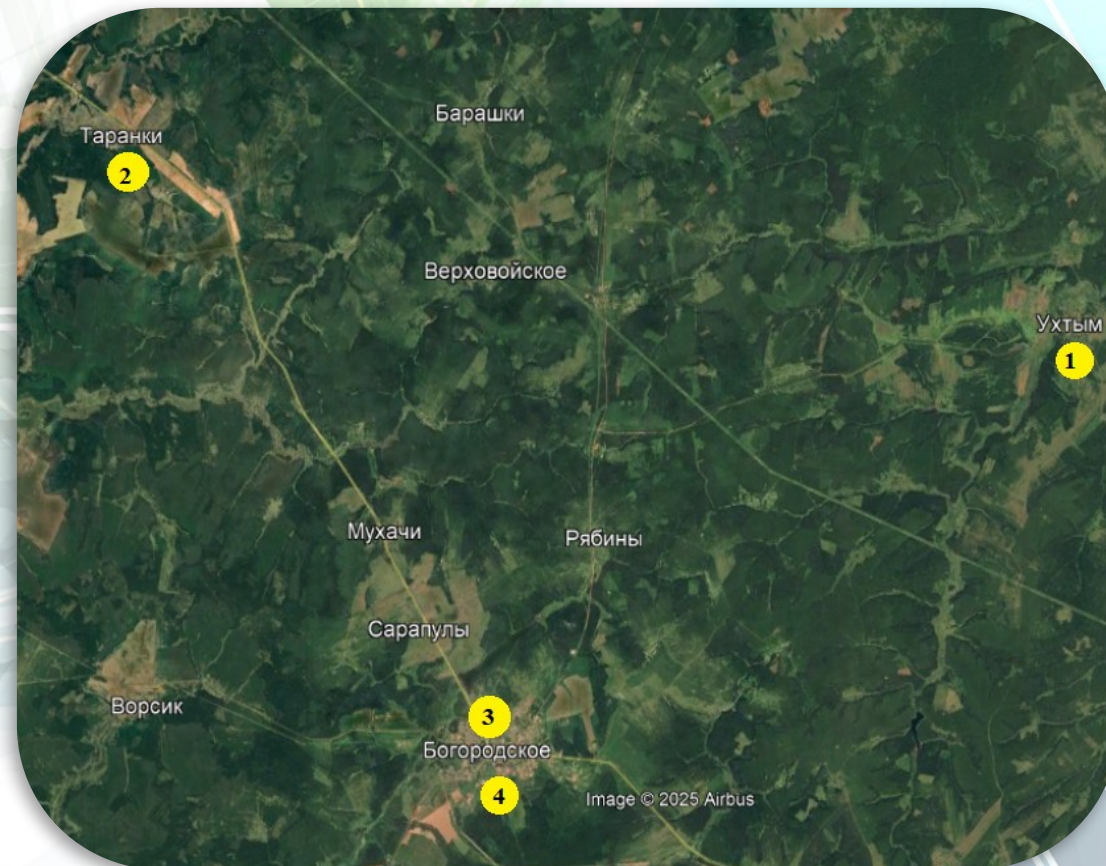 Барашки
Таранки
2
Верховойское
Ухтым
1
Мухачи
Рябины
Сарапулы
Ворсик
3
Богородское
4
Image © 2025 Airbus